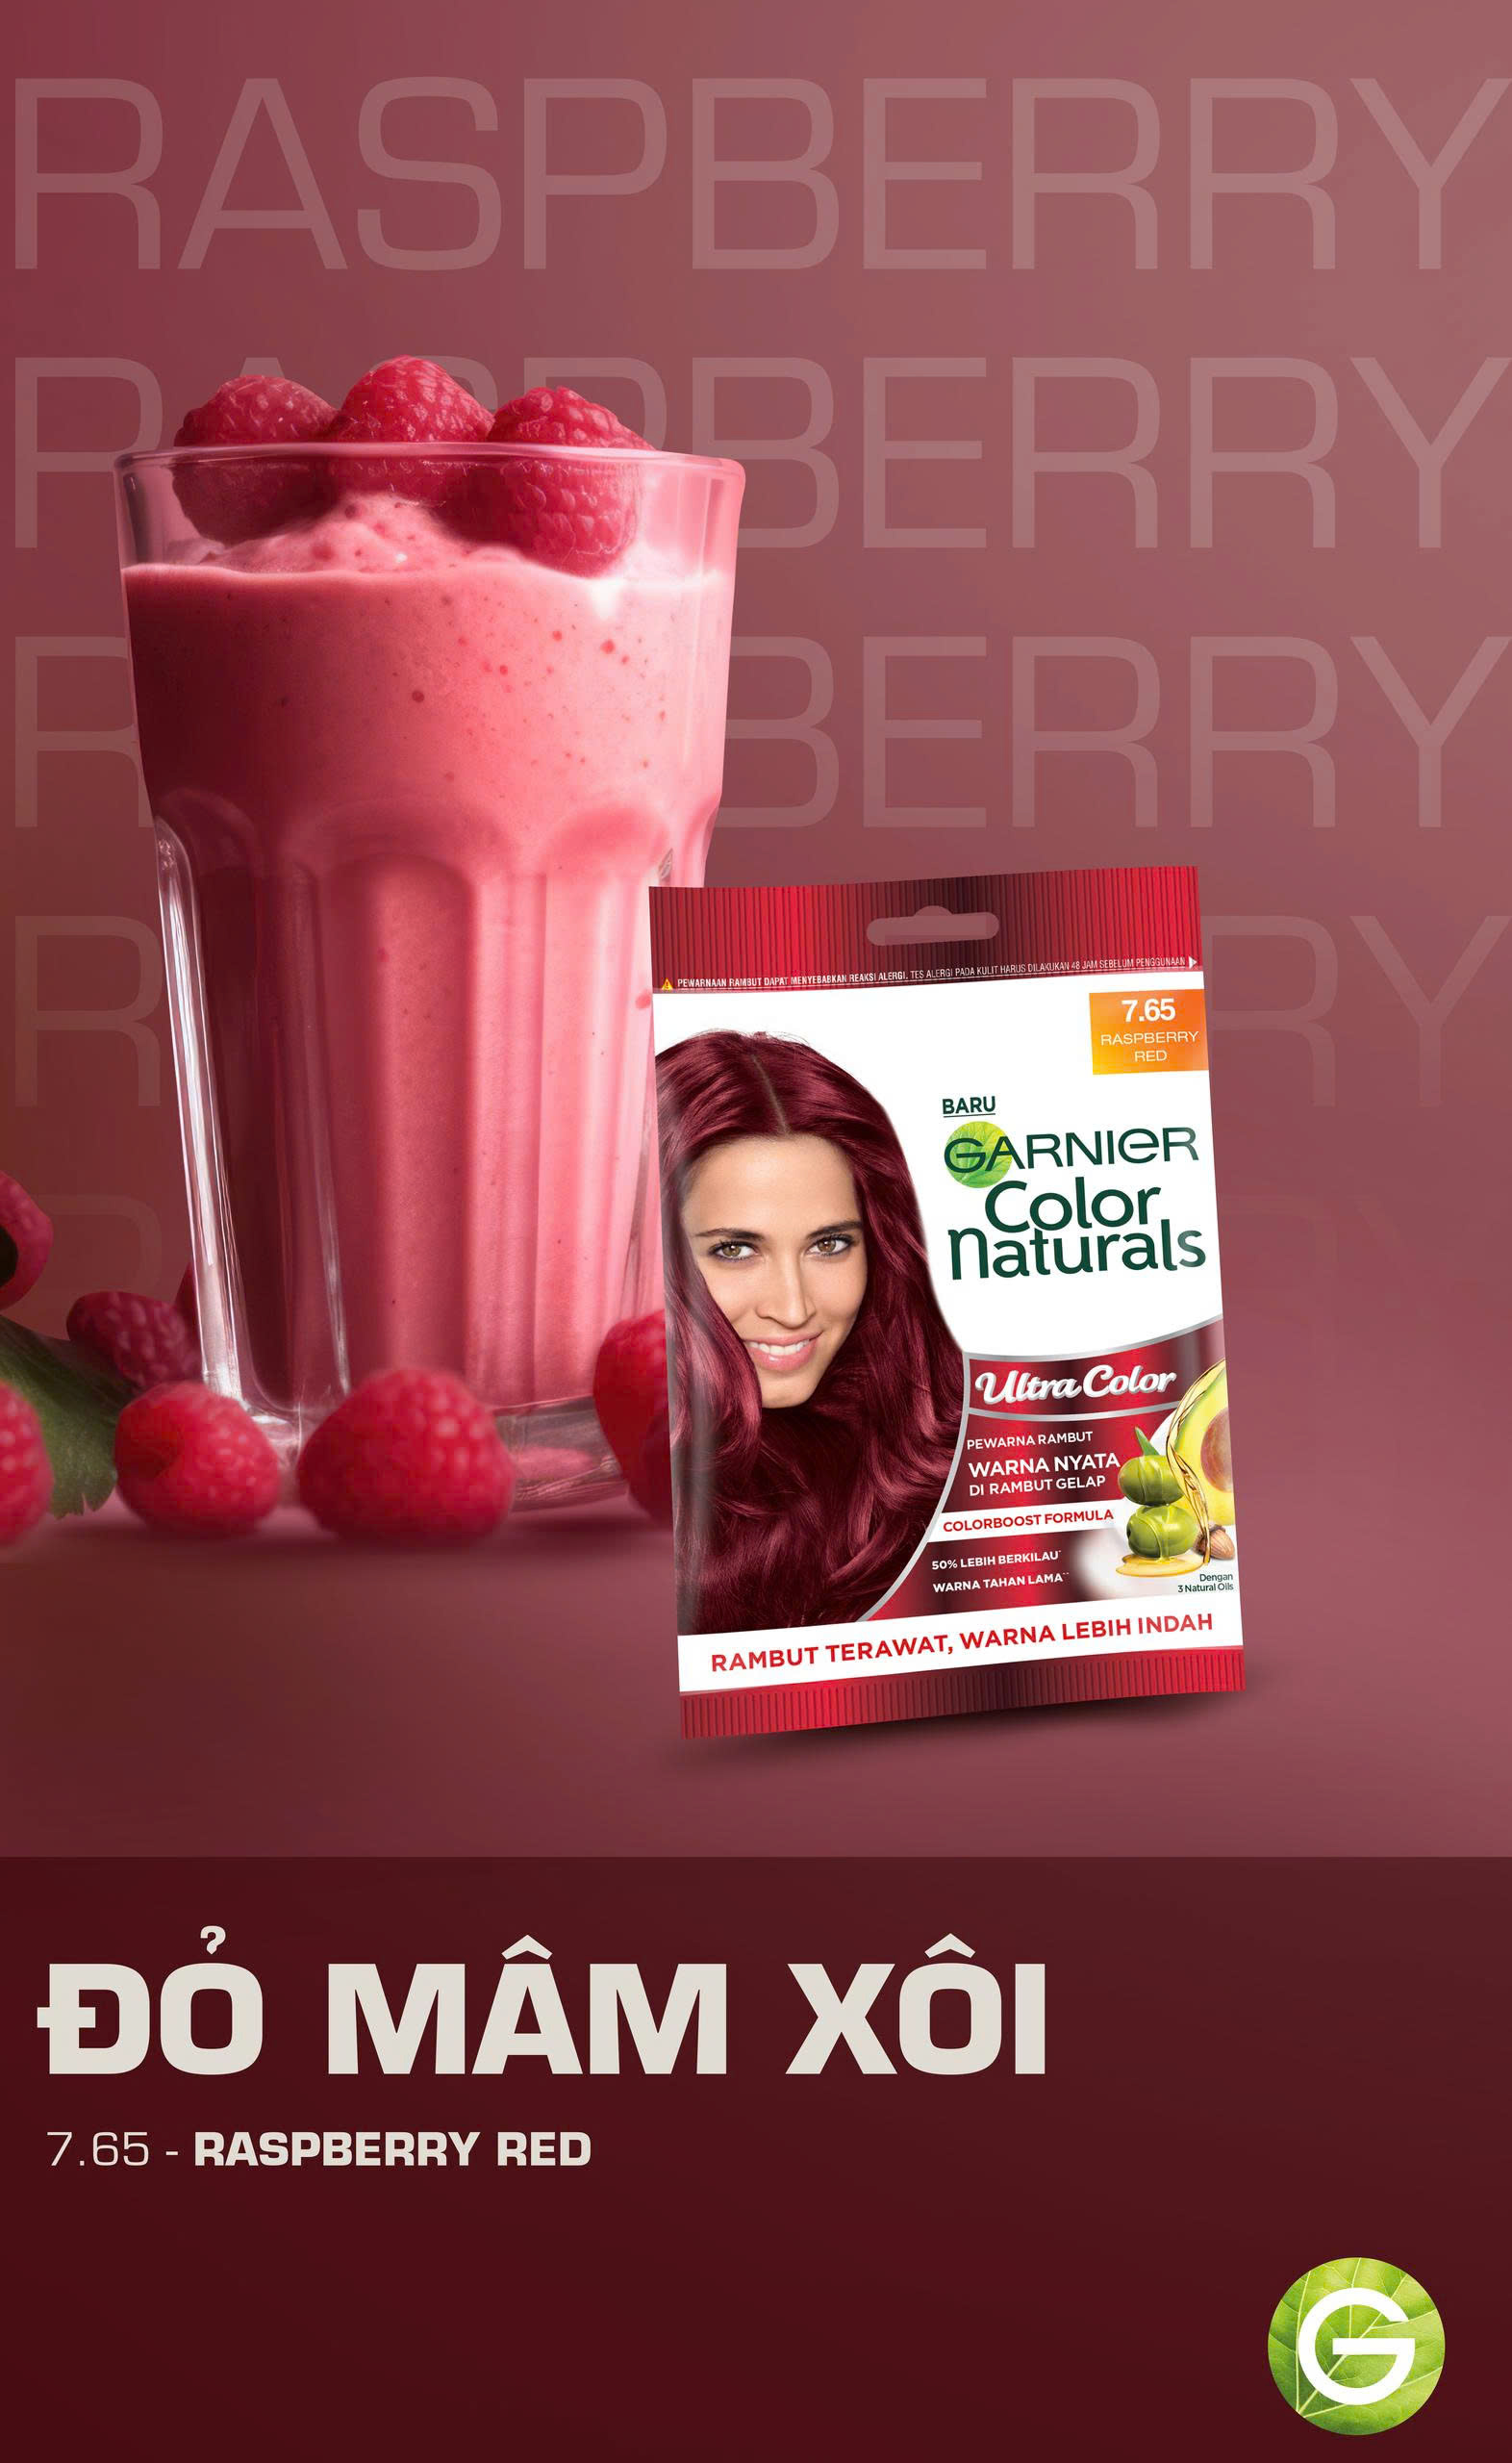 RASPBERRY
RASPBERRY
RASPBERRY
RASPBERRY
R
PEWARNAAN RAMBUT DAPAT MENYEBABKAN REAKSI ALERGI. TES ALERGI PADA KULIT HARUS DILAKUKAN 48 JAM SEBELUM PENGGUNAAN
7.65
RASPBERRY
RED
BARU
GARNIER
Color
Naturals
Ultra Color
PEWARNA RAMBUT
WARNA NYATA
DI RAMBUT GELAP
COLORBOOST FORMULA
50% LEBIH BERKILAU*
WARNA TAHAN LAMA**
Dengan
3 Natural Oils
RAMBUT TERAWAT, WARNA LEBIH INDAH
ĐỎ MÂM XÔI
7.65 - RASPBERRY RED
G